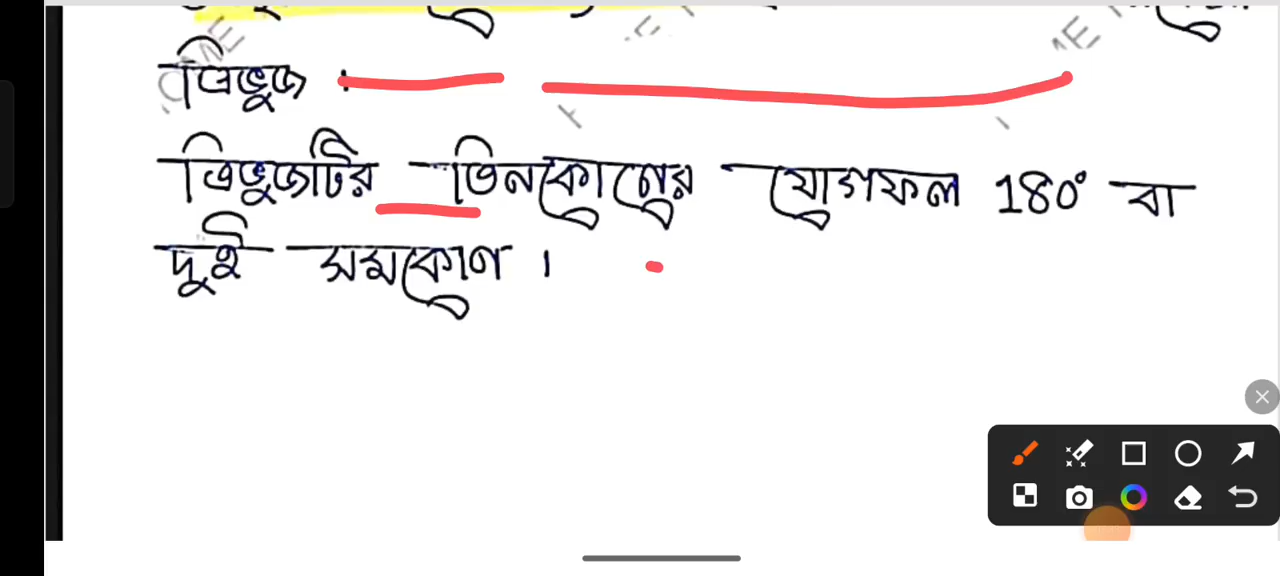 ত্রিভুজ :
ত্রিভুজটির তিনকোণের যোগফল 180° বা
দুই সমকোণ ।